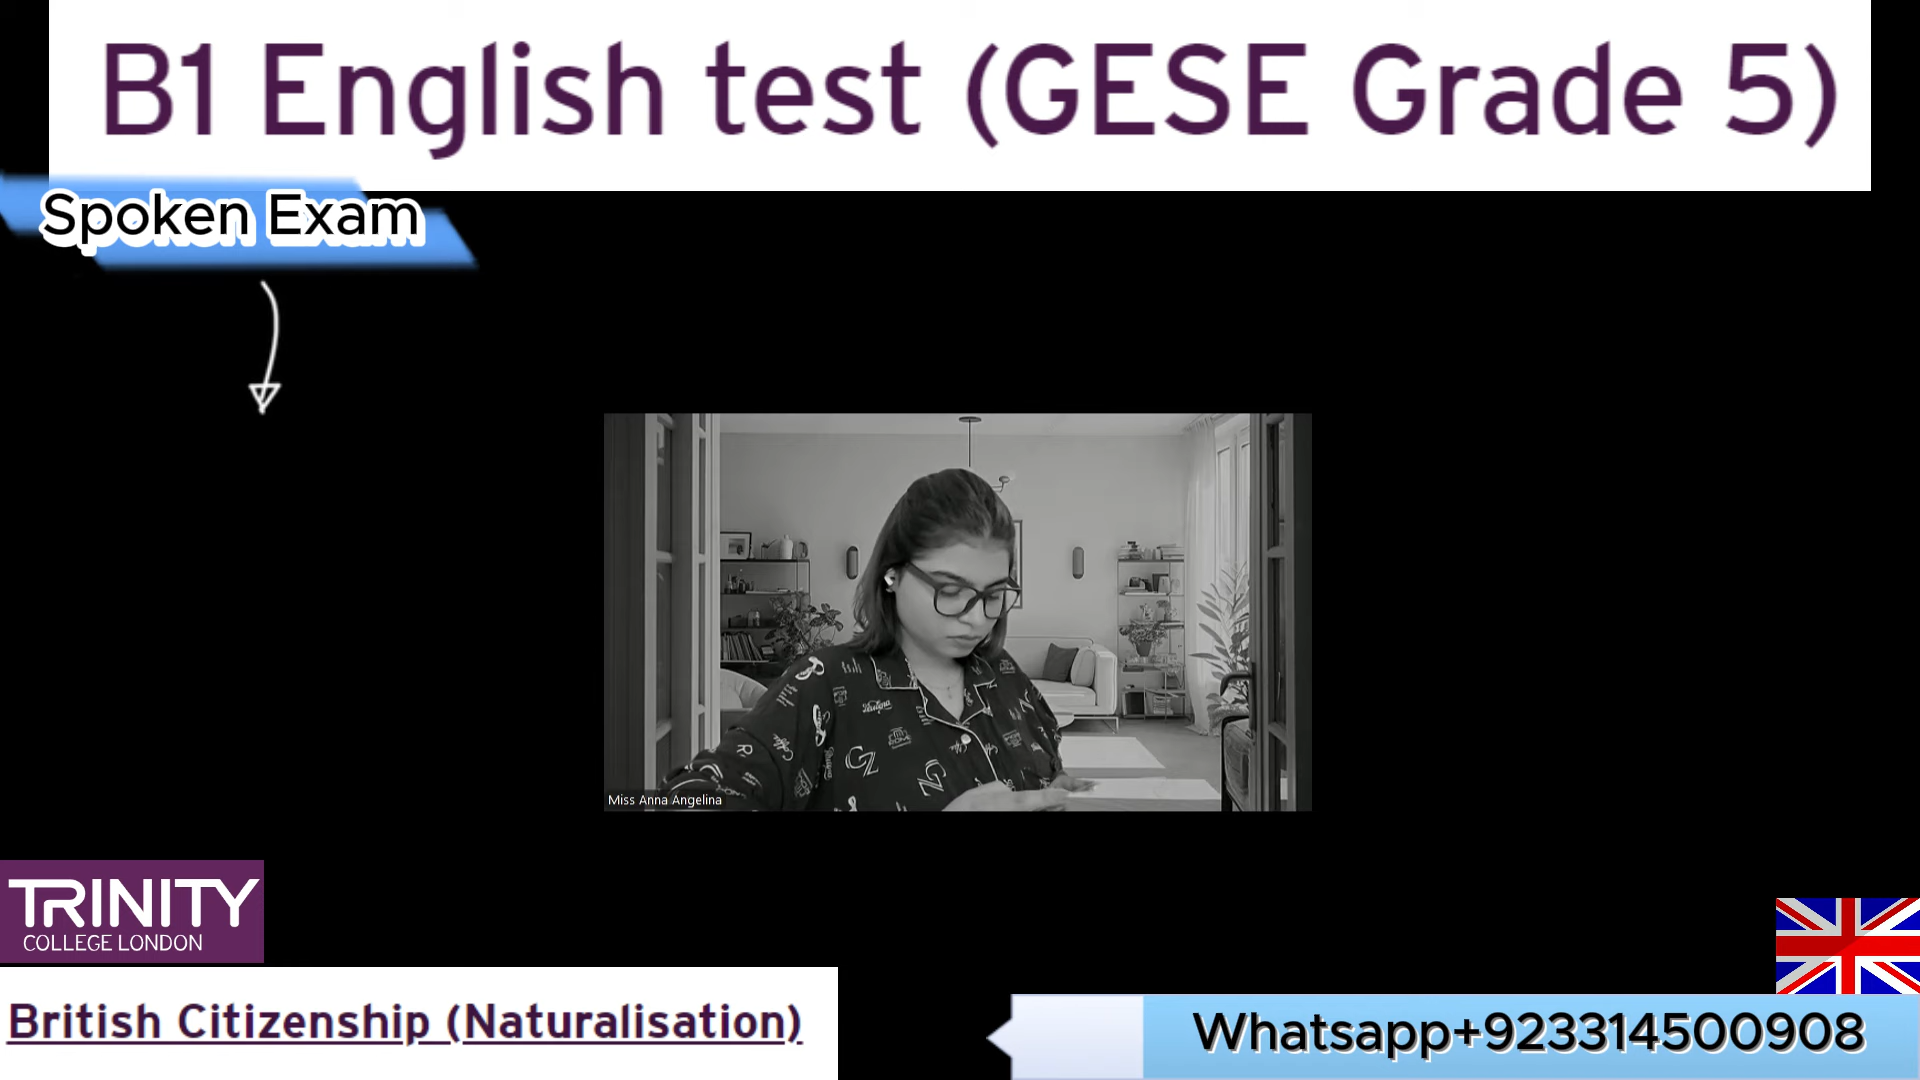 B1 English test (GESE Grade 5)
Spoken Exam
Miss Anna Angelina
TRINITY
COLLEGE LONDON
British Citizenship (Naturalisation)
Whatsapp+923314500908